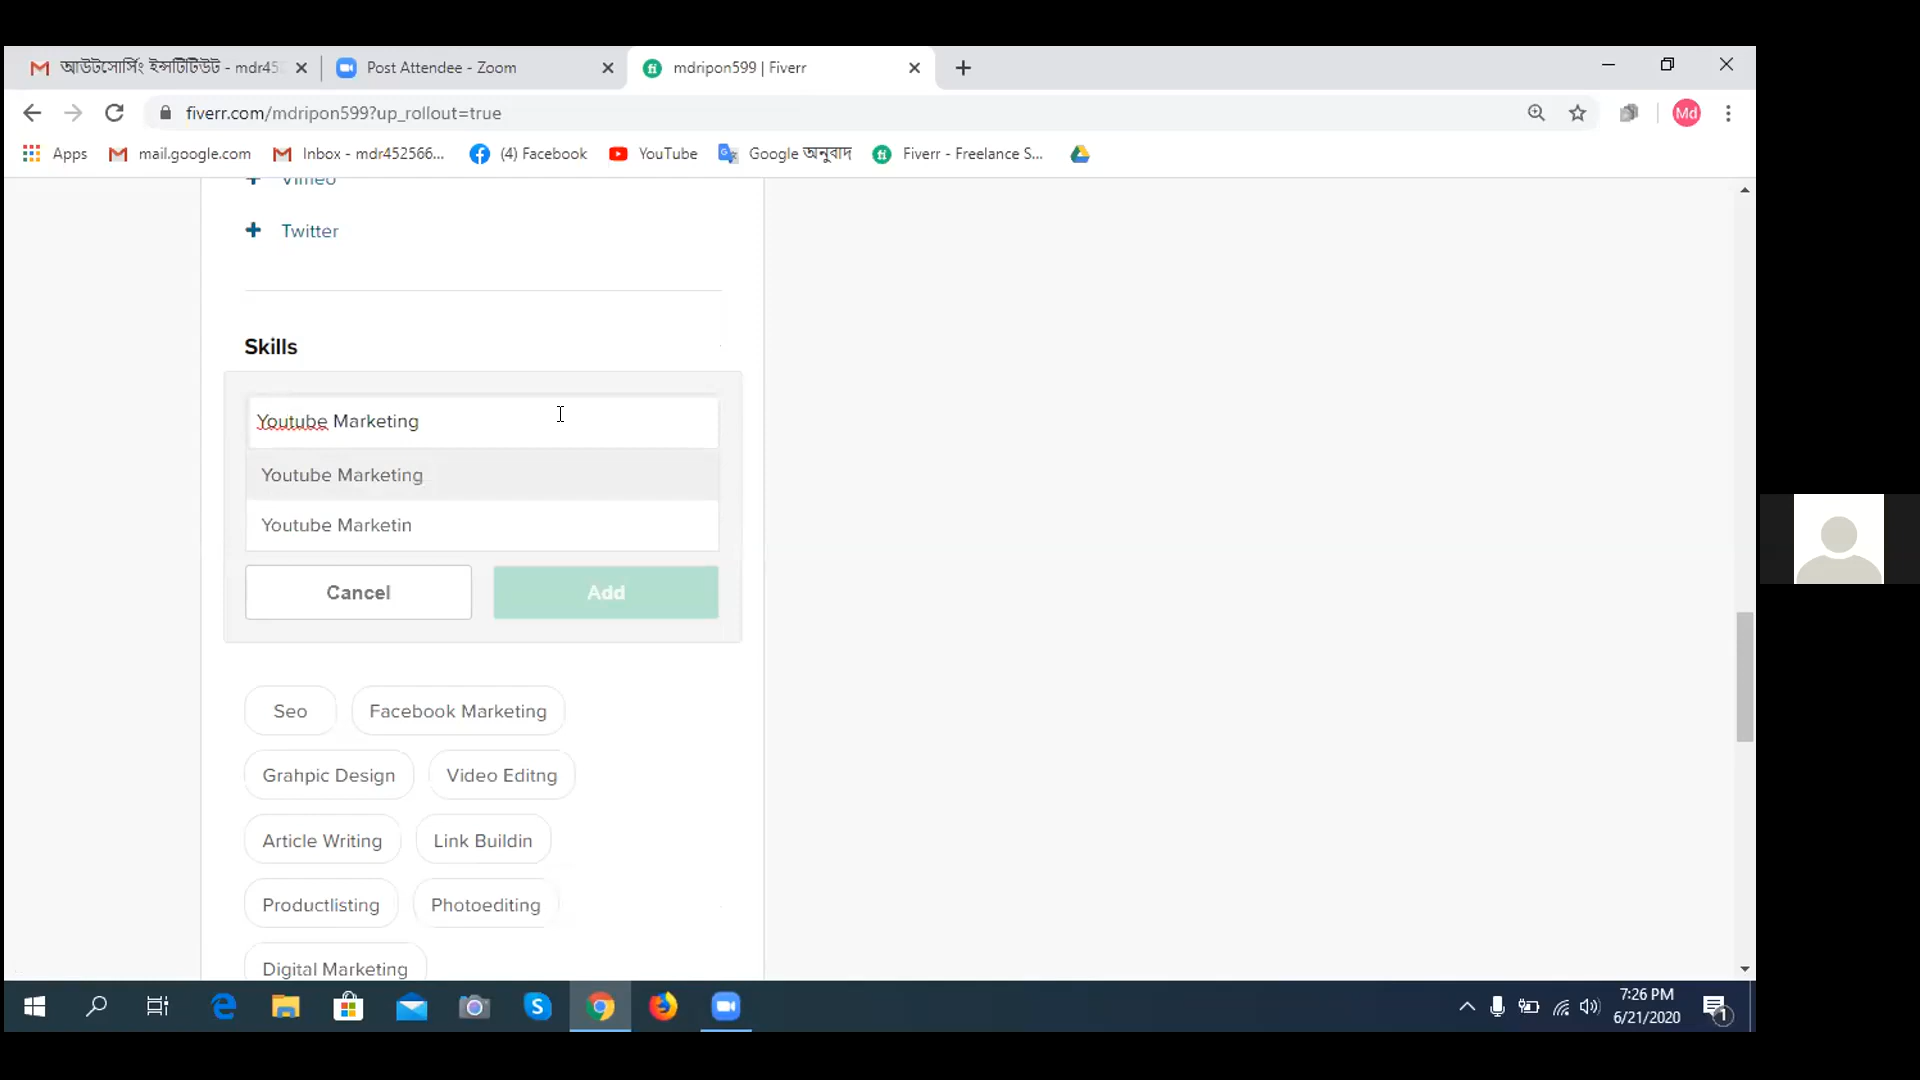 আউটসোর্সিং ইন্সটিটিউট - mdr45
Post Attendee - Zoom
mdripon599 | Fiverr
fiverr.com/mdripon599?up_rollout=true
Md
Apps
mail.google.com
Inbox - mdr452566...
(4) Facebook
YouTube
Google অনুবাদ
Fiverr - Freelance S...
Vimeo
Twitter
Skills
Youtube Marketing
Youtube Marketing
Youtube Marketin
Cancel
Add
Seo
Facebook Marketing
Grahpic Design
Video Editng
Article Writing
Link Buildin
Productlisting
Photoediting
Digital Marketing
7:26 PM
6/21/2020
1